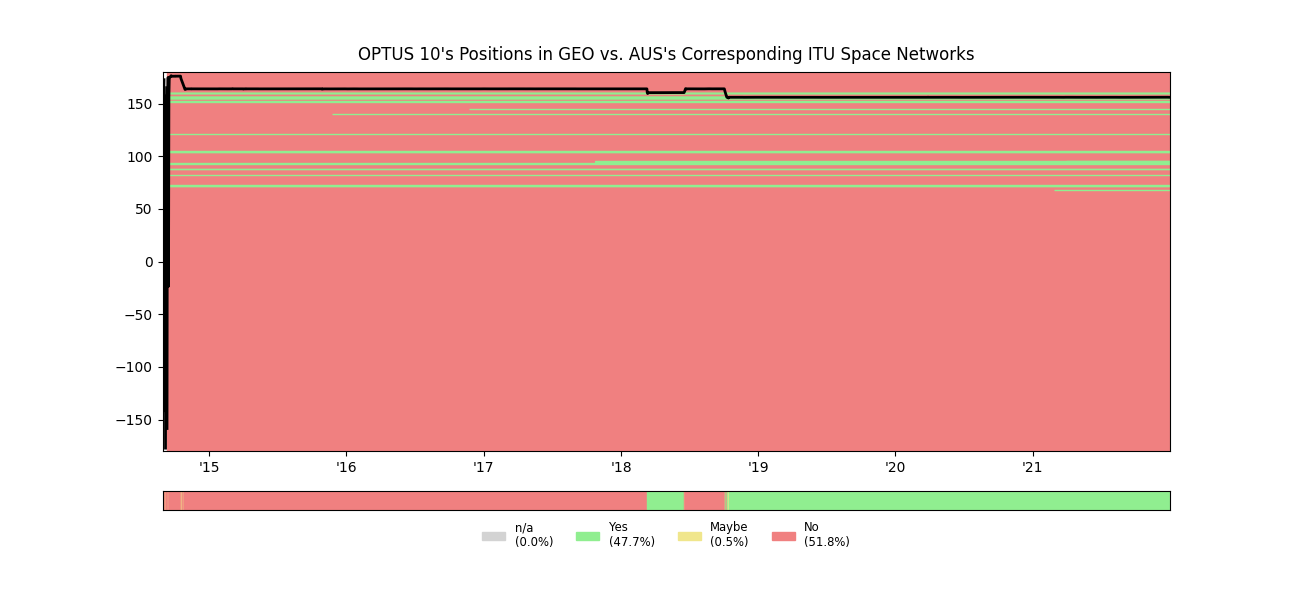 OPTUS 10's Positions in GEO vs. AUS's Corresponding ITU Space Networks
150
100
50
0
−50
−100
−150
'15 '16 '17 '18 '19 '20 '21
n/a Yes Maybe No
(0.0%) (47.7%) (0.5%) (51.8%)